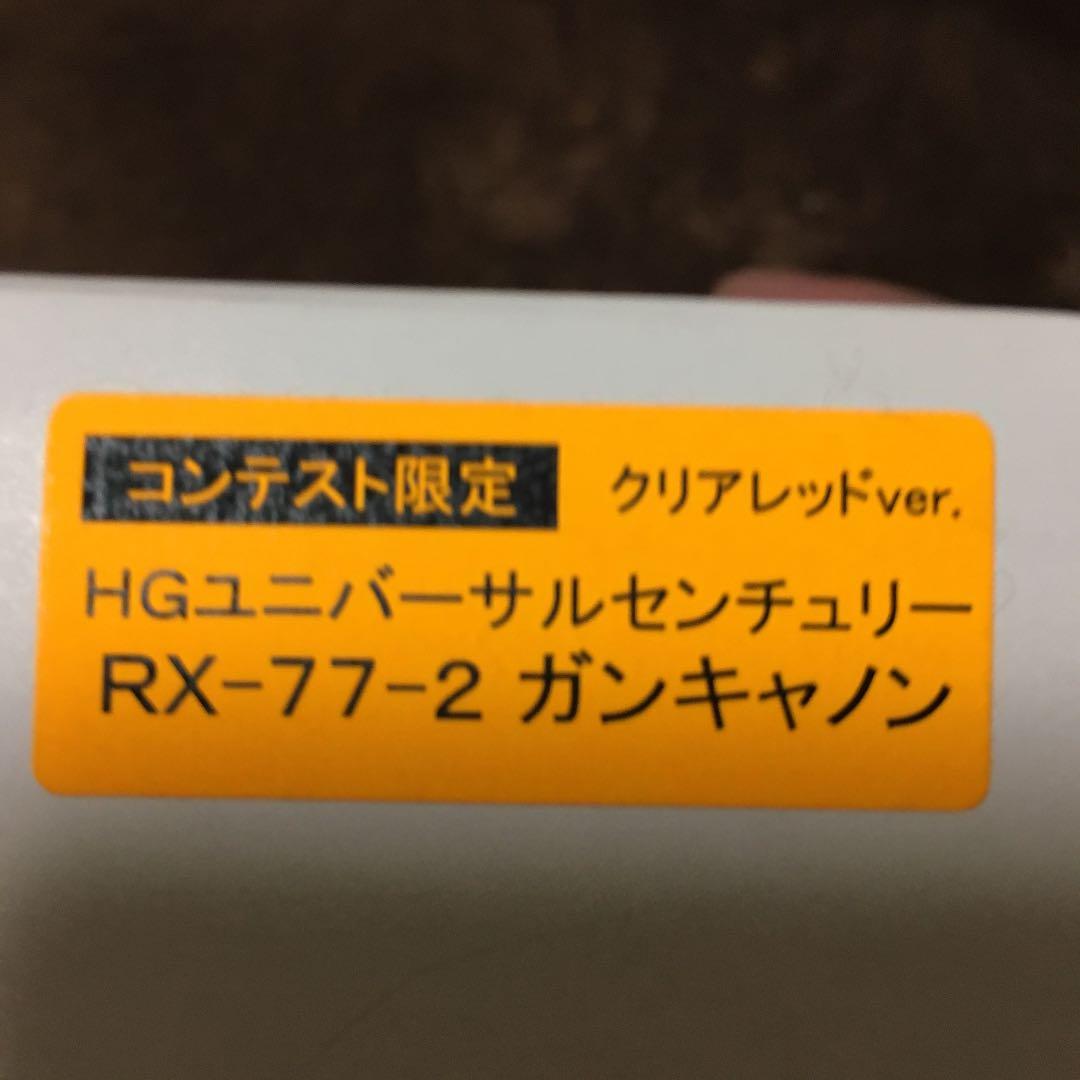 コンテスト限定 クリアレッドver.
HGユニバーサルセンチュリー
RX-77-2 ガンキャノン